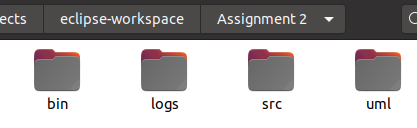 ects eclipse-workspace Assignment 2
bin logs src uml